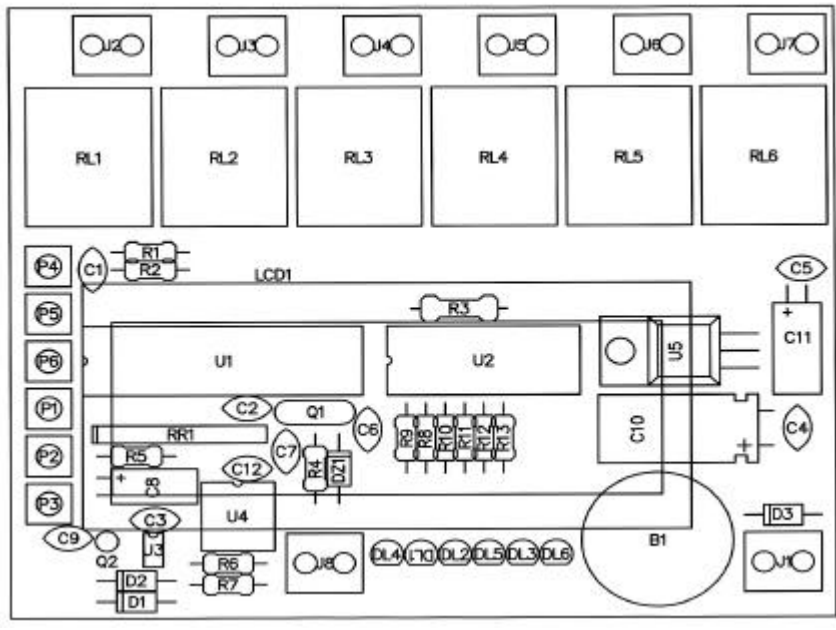 J2 J3 J4 J5 J6 J7
RL1 RL2 RL3 RL4 RL5 RL6
P4 C1 R1 C5
R2
LCD1
P5 R3 + C11
P6 U1 U2 U5
P1 C2 Q1 C6 C10 + C4
RR1 R9 R8 R10 R11 R12 R13
P2 R5 C7
C12 R4 DZ1
+ C8
P3 C3 U4 D3
C9 Q2 J3 B1
R6 J8 DL4 DL1 DL2 DL5 DL3 DL6 J1
D2 R7
D1